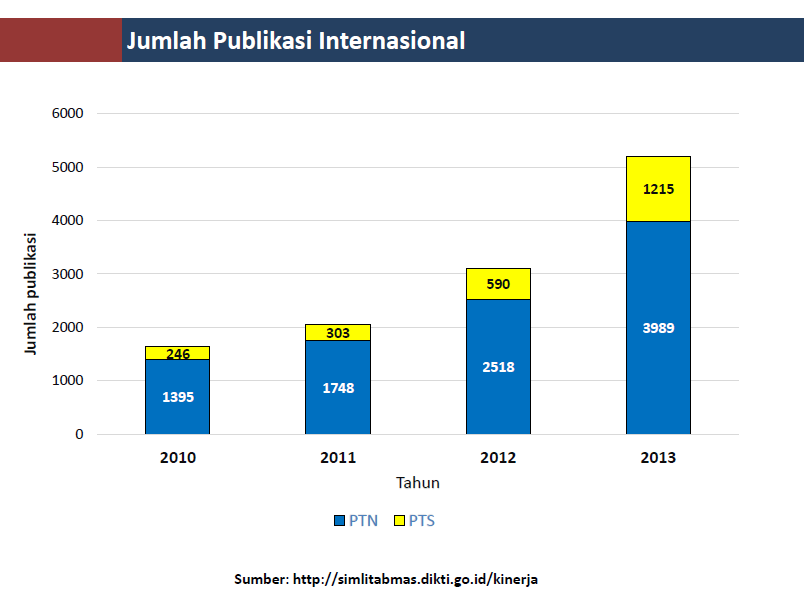 Jumlah Publikasi Internasional
6000
5000
4000
3000
2000
1000
0
Jumlah publikasi
246
1395
303
1748
590
2518
1215
3989
2010 2011 2012 2013
Tahun
PTN PTS
Sumber: http://simlitabmas.dikti.go.id/kinerja